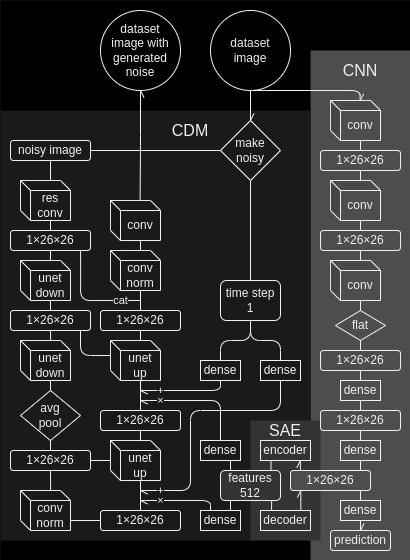 dataset
image with
generated
noise
dataset
image
CNN
CDM
conv
noisy image
make
noisy
1×26×26
res
conv
conv
conv
1×26×26
1×26×26
unet
down
conv
norm
conv
cat
time step
1
1×26×26
1×26×26
flat
unet
down
unet
up
1×26×26
dense
dense
dense
+
×
avg
pool
1×26×26
1×26×26
SAE
1×26×26
unet
up
dense
encoder
dense
features
512
1×26×26
+
×
conv
norm
1×26×26
dense
decoder
dense
prediction